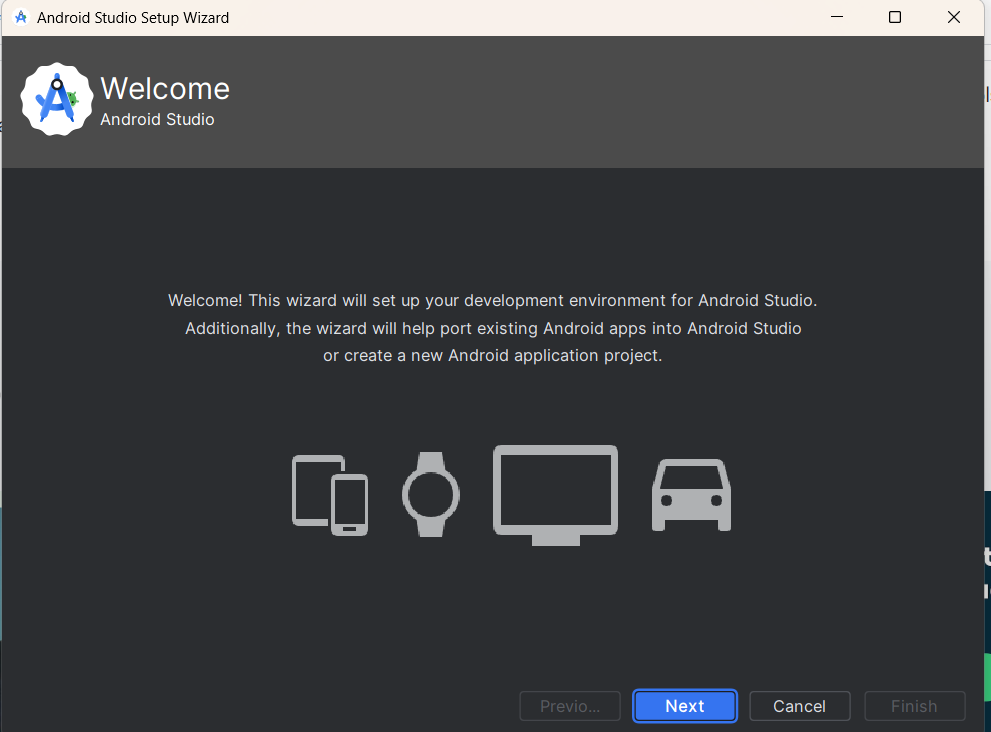 Android Studio Setup Wizard
Welcome
Android Studio
Welcome! This wizard will set up your development environment for Android Studio.
Additionally, the wizard will help port existing Android apps into Android Studio
or create a new Android application project.
Previo...
Next
Cancel
Finish